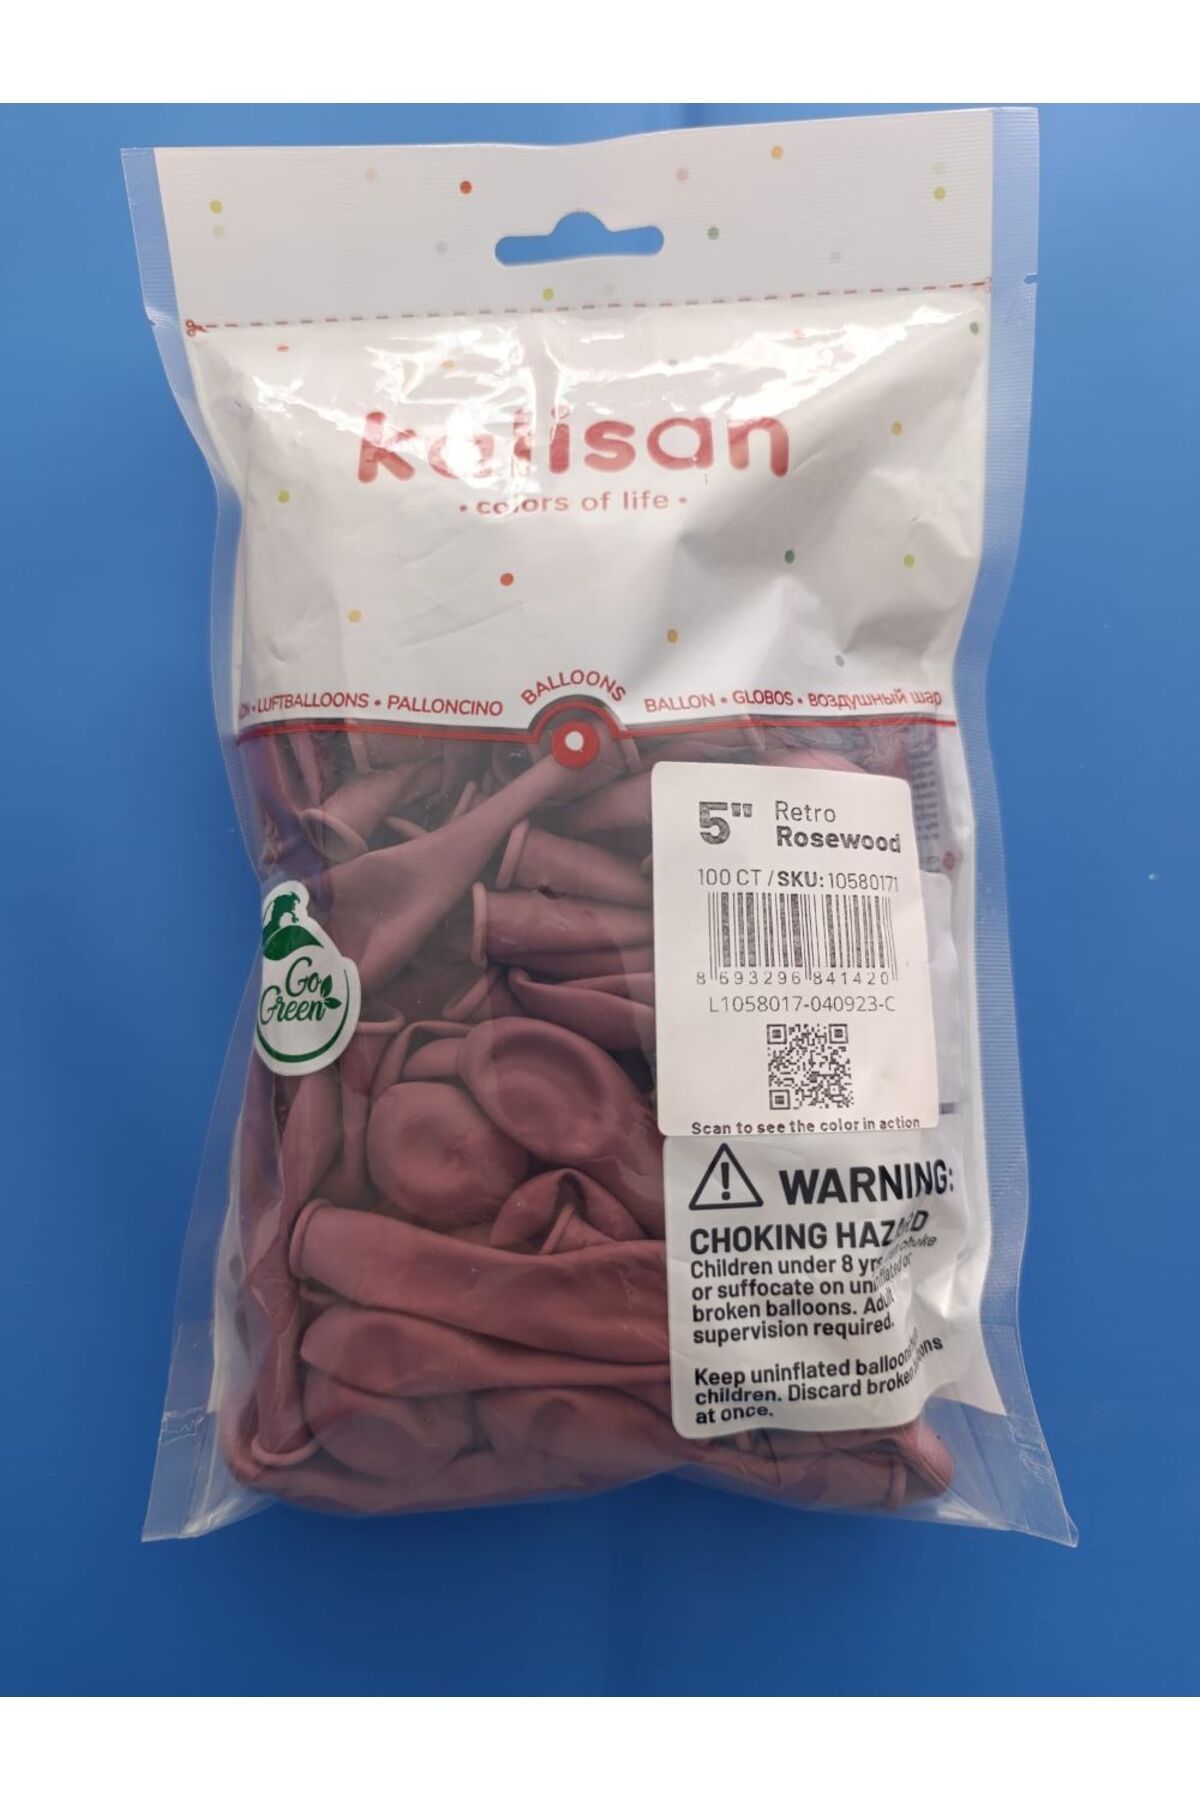 kalisan
• colors of life •
• LUFTBALLOONS • PALLONCINO BALLOONS BALLON • GLOBOS • воздушный шар
5" Retro
Rosewood
100 CT / SKU: 10580171
8 693296 841420
L1058017-040923-C
Scan to see the color in action
Go
Green
WARNING:
CHOKING HAZARD
Children under 8 yrs can choke
or suffocate on uninflated or
broken balloons. Adult
supervision required.
Keep uninflated balloons
children. Discard broken balloons
at once.